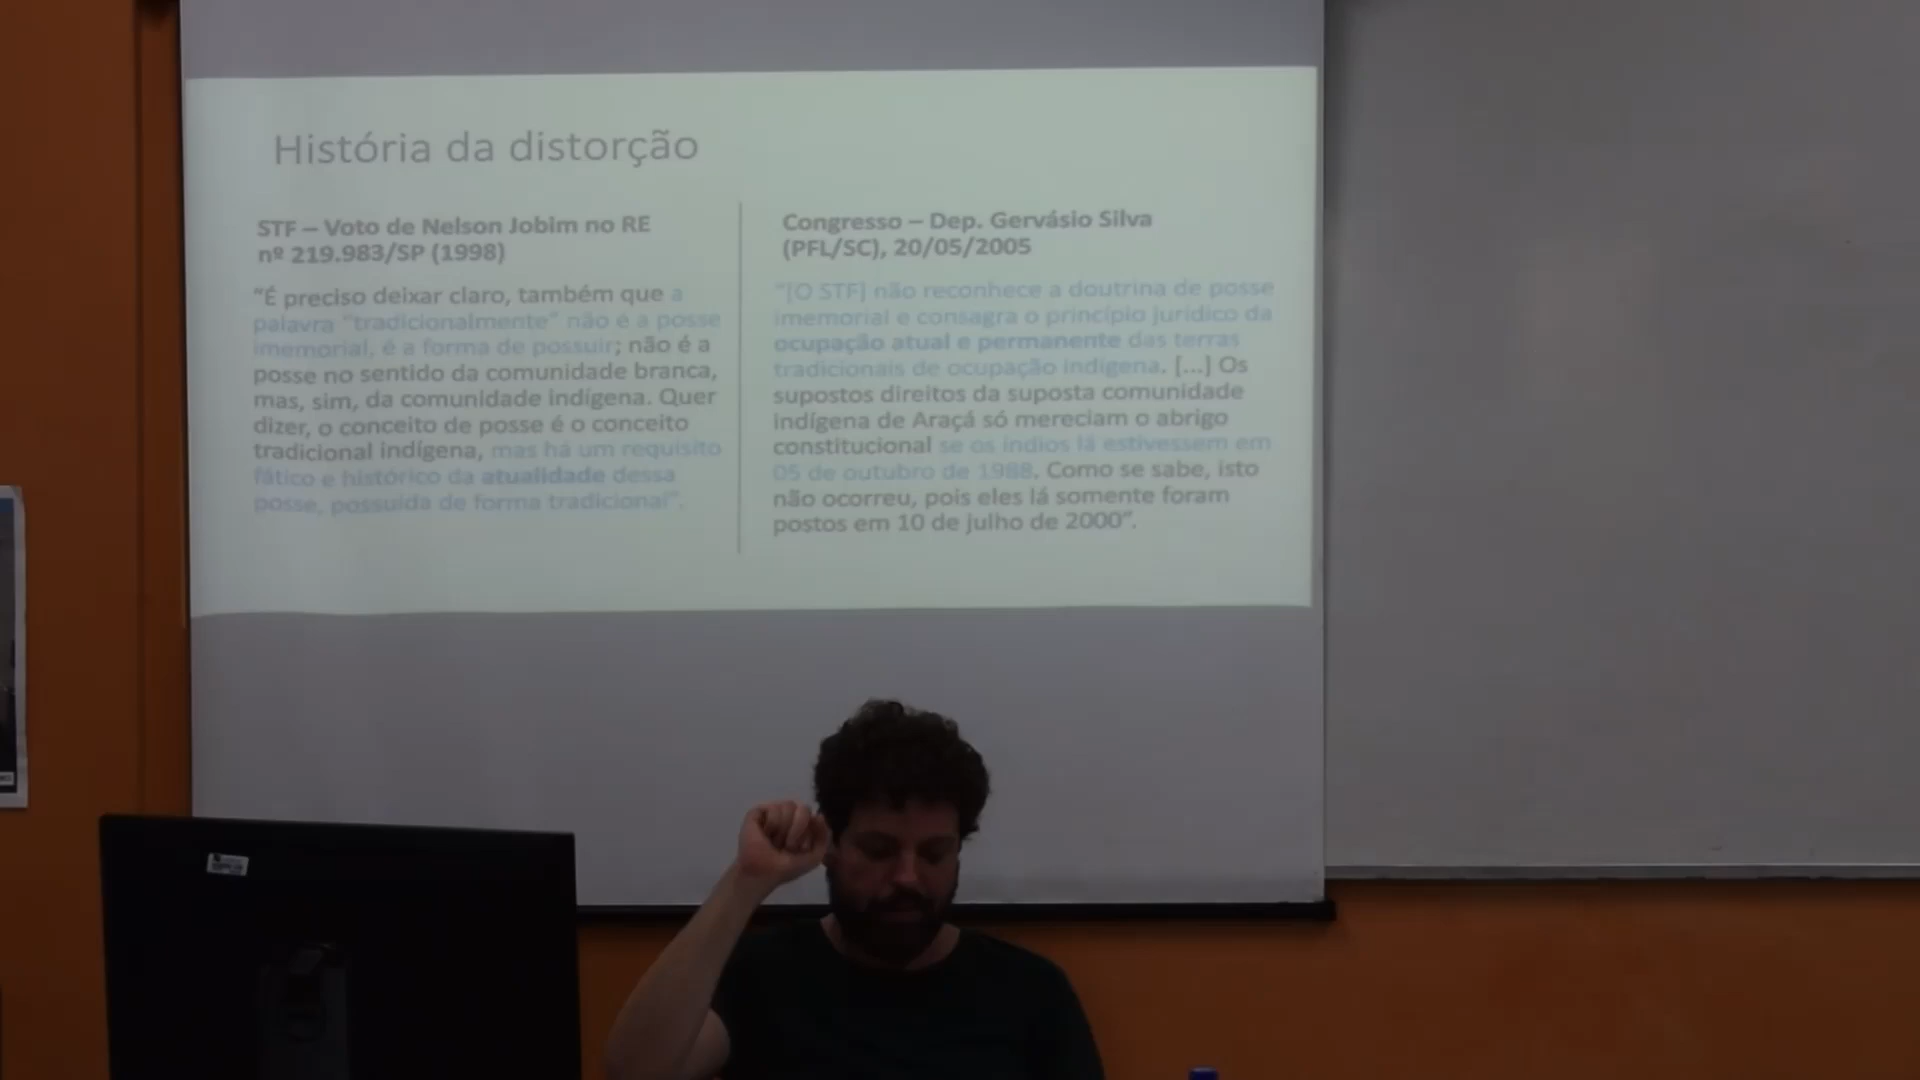 História da distorção
STF – Voto de Nelson Jobim no RE
nº 219.983/SP (1998)
“É preciso deixar claro, também que a
palavra “tradicionalmente” não é a posse
imemorial, é a forma de possuir; não é a
posse no sentido da comunidade branca,
mas, sim, da comunidade indígena. Quer
dizer, o conceito de posse é o conceito
tradicional indígena, mas há um requisito
fático e histórico da atualidade dessa
posse, possuída de forma tradicional”.
Congresso – Dep. Gervásio Silva
(PFL/SC), 20/05/2005
“[O STF] não reconhece a doutrina de posse
imemorial e consagra o princípio jurídico da
ocupação atual e permanente das terras
tradicionais de ocupação indígena. [...] Os
supostos direitos da suposta comunidade
indígena de Araçá só mereciam o abrigo
constitucional se os índios lá estivessem em
05 de outubro de 1988. Como se sabe, isto
não ocorreu, pois eles lá somente foram
postos em 10 de julho de 2000”.